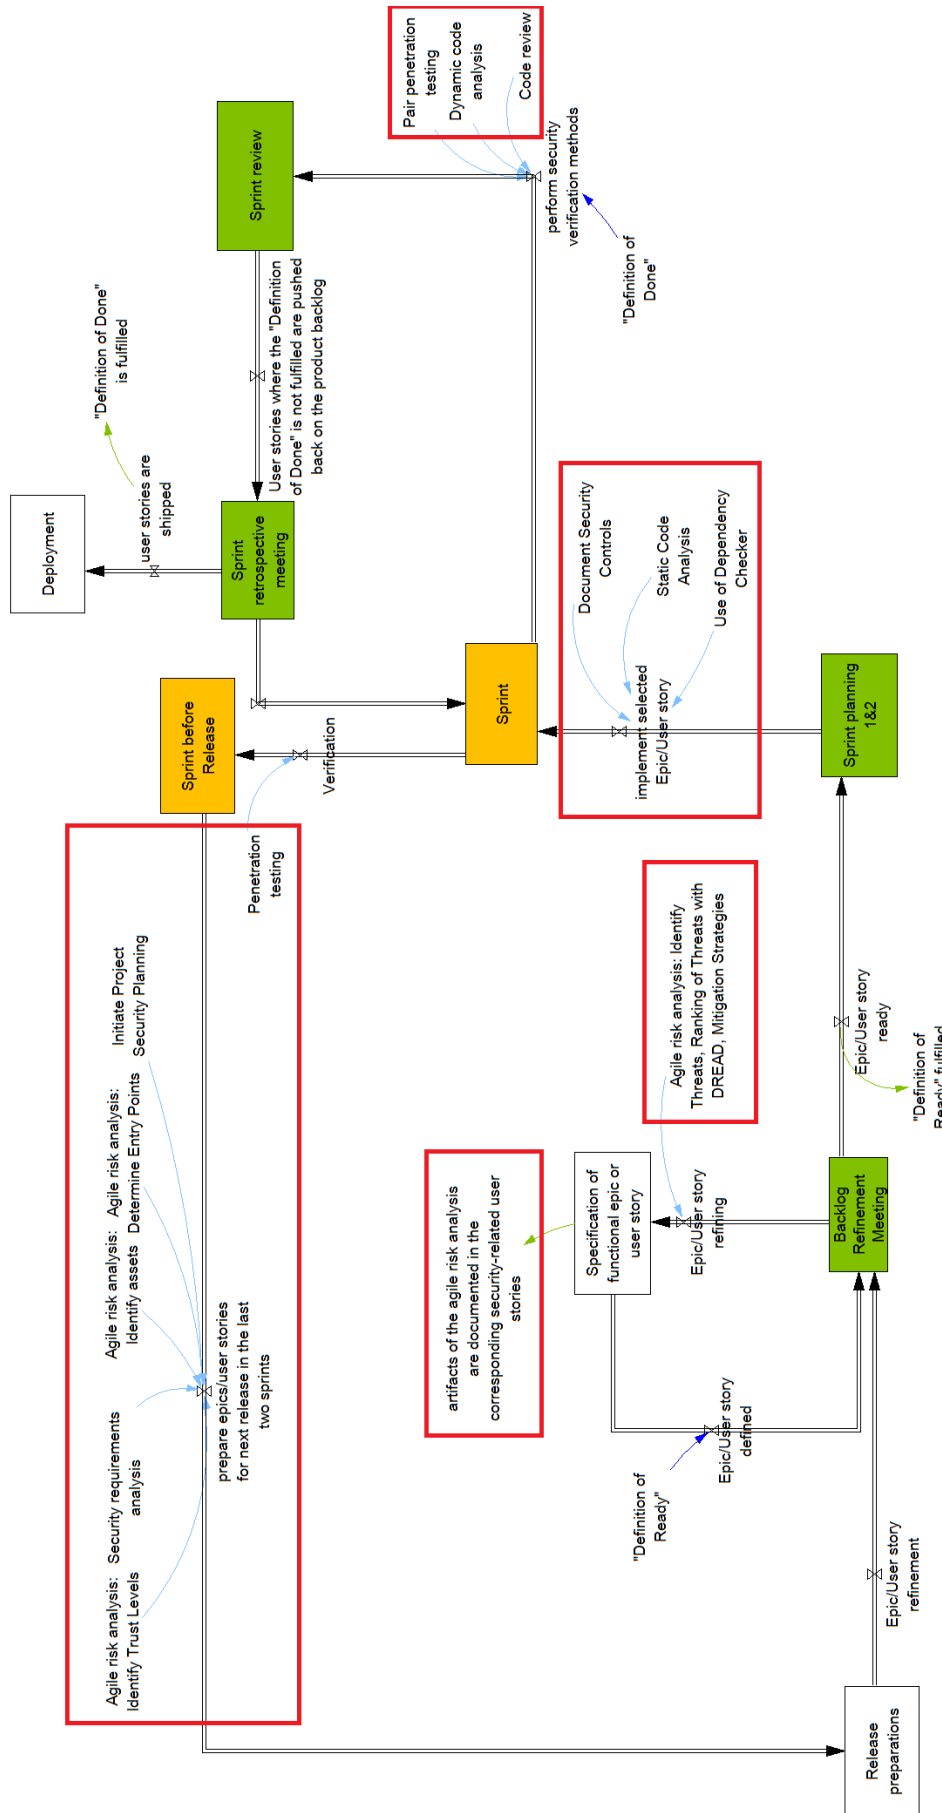 Agile risk analysis:
Identify Trust Levels
Security requirements
analysis
Agile risk analysis:
Identify assets
Agile risk analysis:
Determine Entry Points
Initiate Project
Security Planning
prepare epics/user stories
for next release in the last
two sprints
Penetration
testing
Verification
Sprint before
Release
Deployment
user stories are
shipped
"Definition of Done"
is fulfilled
Sprint
retrospective
meeting
User stories where the "Definition
of Done" is not fulfilled are pushed
back on the product backlog
Sprint review
Pair penetration
testing
Dynamic code
analysis
Code review
perform security
verification methods
"Definition of
Done"
Sprint
Document Security
Controls
Static Code
Analysis
Use of Dependency
Checker
implement selected
Epic/User story
Sprint planning
1&2
artifacts of the agile risk analysis
are documented in the
corresponding security-related user
stories
Agile risk analysis: Identify
Threats, Ranking of Threats with
DREAD, Mitigation Strategies
Specification of
functional epic or
user story
Epic/User story
refining
"Definition of
Ready"
Epic/User story
defined
Backlog
Refinement
Meeting
Epic/User story
ready
"Definition of
Ready" fulfilled
Release
preparations
Epic/User story
refinement